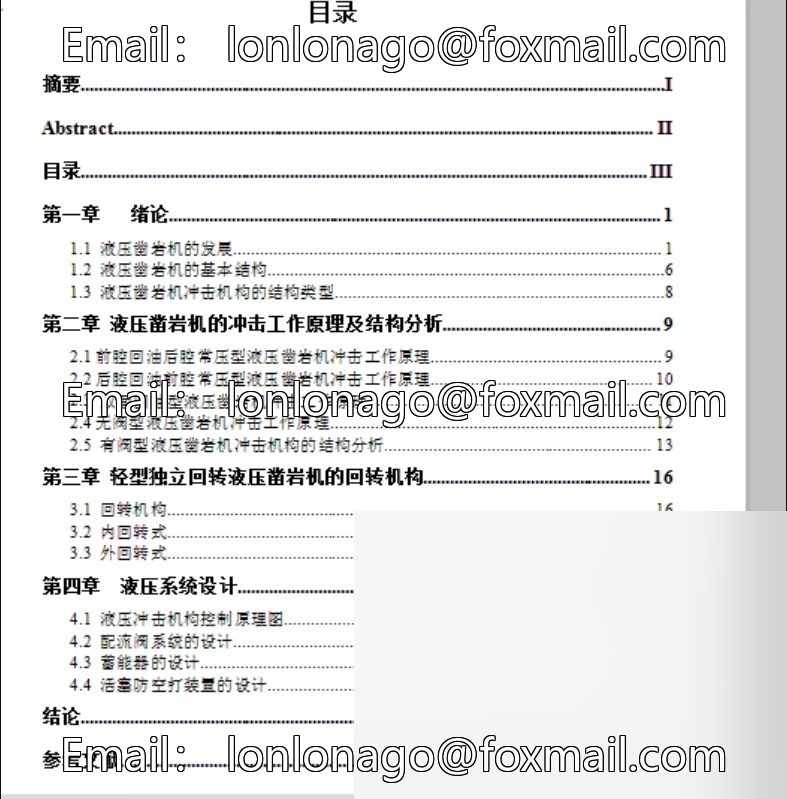 目录
Email： lonlonago@foxmail.com
摘要 I
Abstract II
目录 III
第一章 绪论 1
1.1 液压凿岩机的发展 1
1.2 液压凿岩机的基本结构 6
1.3 液压凿岩机冲击机构的结构类型 8
第二章 液压凿岩机的冲击工作原理及结构分析 9
2.1 前腔回油后腔常压型液压凿岩机冲击工作原理 9
2.2 后腔回油前腔常压型液压凿岩机冲击工作原理 10
Email： lonlonago@foxmail.com
2.4 无阀型液压凿岩机冲击工作原理 12
2.5 有阀型液压凿岩机冲击机构的结构分析 13
第三章 轻型独立回转液压凿岩机的回转机构 16
3.1 回转机构 16
3.2 内回转式
3.3 外回转式
第四章 液压系统设计
4.1 液压冲击机构控制原理图
4.2 配流阀系统的设计
4.3 蓄能器的设计
4.4 活塞防空打装置的设计
结论
Email： lonlonago@foxmail.com
参考文献